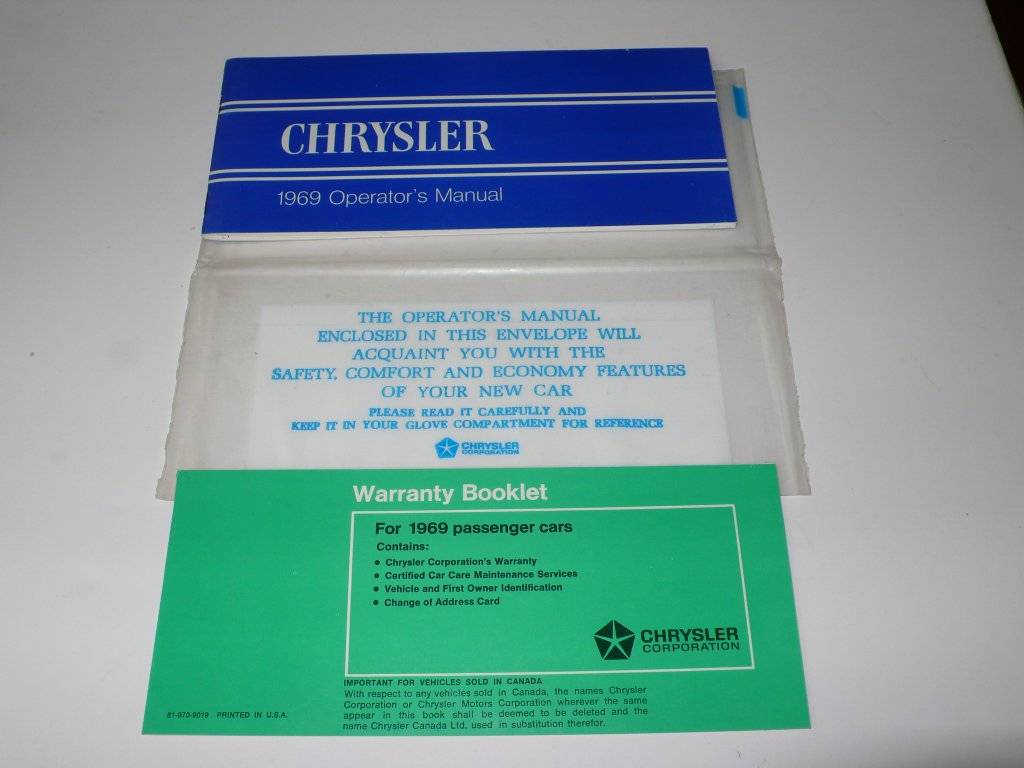 CHRYSLER
1969 Operator's Manual
THE OPERATOR'S MANUAL
ENCLOSED IN THIS ENVELOPE WILL
ACQUAINT YOU WITH THE
SAFETY, COMFORT AND ECONOMY FEATURES
OF YOUR NEW CAR
PLEASE READ IT CAREFULLY AND
KEEP IT IN YOUR GLOVE COMPARTMENT FOR REFERENCE
CHRYSLER
CORPORATION
Warranty Booklet
For 1969 passenger cars
Contains:
• Chrysler Corporation's Warranty
• Certified Car Care Maintenance Services
• Vehicle and First Owner Identification
• Change of Address Card
CHRYSLER
CORPORATION
IMPORTANT FOR VEHICLES SOLD IN CANADA
With respect to any vehicles sold in Canada, the names Chrysler
Corporation or Chrysler Motors Corporation wherever the same
appear in this book shall be deemed to be deleted and the
name Chrysler Canada Ltd. used in substitution therefor.
81-970-9019 PRINTED IN U.S.A.